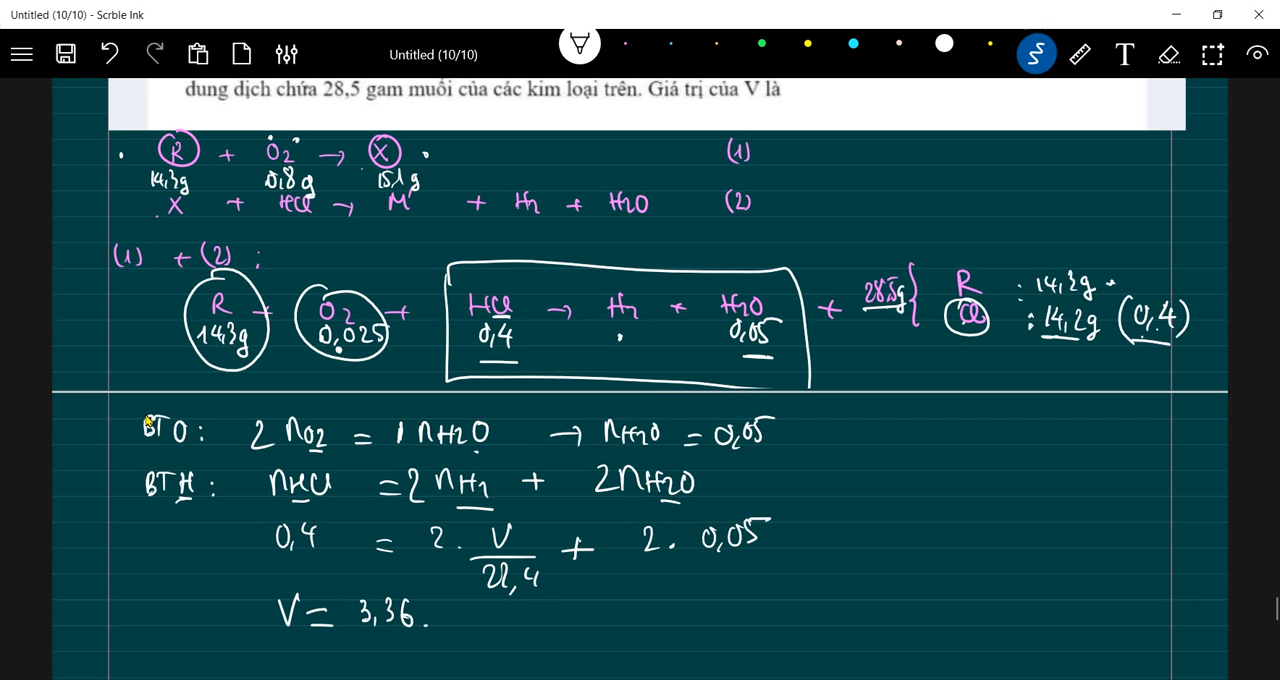 Untitled (10/10) - Scrble Ink
Untitled (10/10)
T
dung dịch chứa 28,5 gam muối của các kim loại trên. Giá trị của V là
R + O2 → X (1)
14,3g 0,8g 15,1g
X + HCl → M + H2 + H2O (2)
(1) + (2) :
R + O2 + HCl → H2 + H2O + 28,5g { R : 14,3g
14,3g 0,025 0,4 0,05 Cl : 14,2g (0,4)
BT O : 2 nO2 = 1 nH2O → nH2O = 0,05
BT H : nHCl = 2 nH2 + 2nH2O
0,4 = 2 . V/22,4 + 2 . 0,05
V = 3,36.